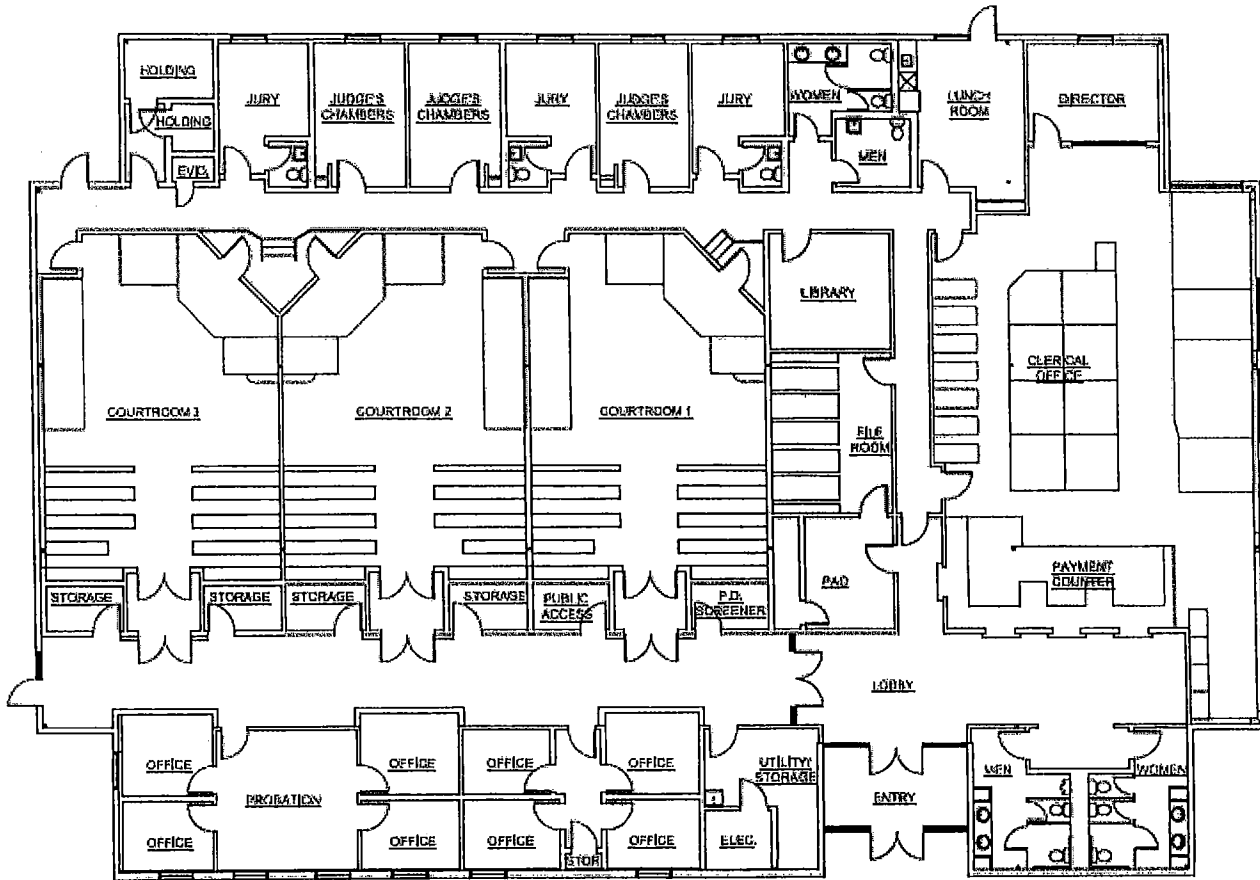 HOLDING
HOLDING
EVID.
JURY
JUDGE'S
CHAMBERS
JUDGE'S
CHAMBERS
JURY
JUDGE'S
CHAMBERS
JURY
WOMEN
MEN
LUNCH
ROOM
DIRECTOR
LIBRARY
CLERICAL
OFFICE
COURTROOM 3
COURTROOM 2
COURTROOM 1
FILE
ROOM
STORAGE
STORAGE
STORAGE
STORAGE
PUBLIC
ACCESS
P.D.
SCREENER
PAYMENT
COUNTER
LOBBY
OFFICE
OFFICE
OFFICE
OFFICE
UTILITY/
STORAGE
MEN
WOMEN
PROBATION
ENTRY
OFFICE
OFFICE
OFFICE
STOR
OFFICE
ELEC.